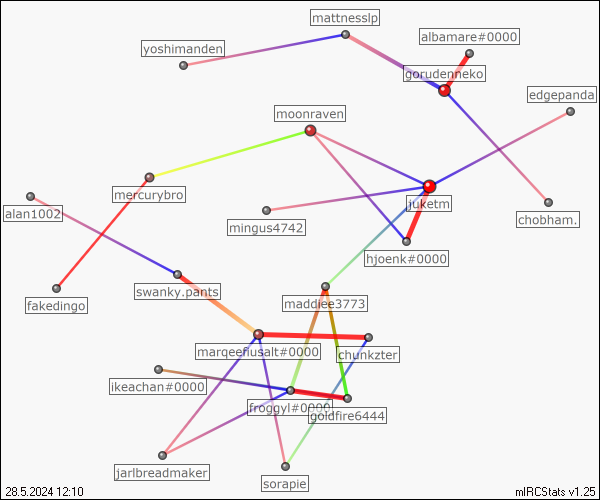 mattnesslp
albamare#0000
yoshimanden
gorudenneko
edgepanda
moonraven
mercurybro
juketm
alan1002
mingus4742
chobham.
hjoenk#0000
swanky.pants
fakedingo
maddiee3773
marqeefiusalt#0000
chunkzter
ikeachan#0000
froggyl#0000
goldfire6444
jarlbreadmaker
sorapie
28.5.2024 12:10
mIRCStats v1.25